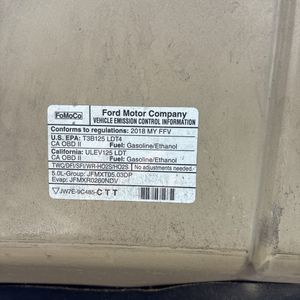 FoMoCo
Ford Motor Company
VEHICLE EMISSION CONTROL INFORMATION
Conforms to regulations: 2018 MY FFV
U.S. EPA: T3B125 LDT4
CA OBD II Fuel: Gasoline/Ethanol
California: ULEV125 LDT
CA OBD II Fuel: Gasoline/Ethanol
TWC/DFI/SFI/WR-HO2S/HO2S No adjustments needed.
5.0L-Group: JFMXT05.03DP
Evap: JFMXR0260NDV
JW7E-9C485-CTT